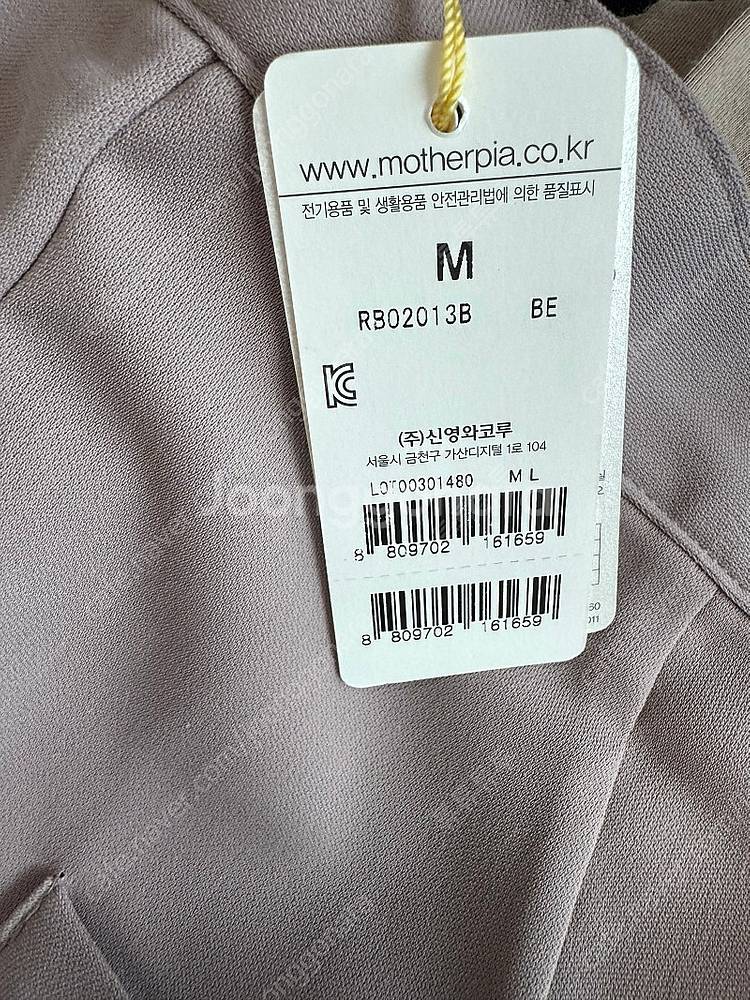 www.motherpia.co.kr
전기용품 및 생활용품 안전관리법에 의한 품질표시
M
RB02013B BE
KC
(주)신영와코루
서울시 금천구 가산디지털 1로 104
LOT00301480 M L
8 809702 161659
8 809702 161659